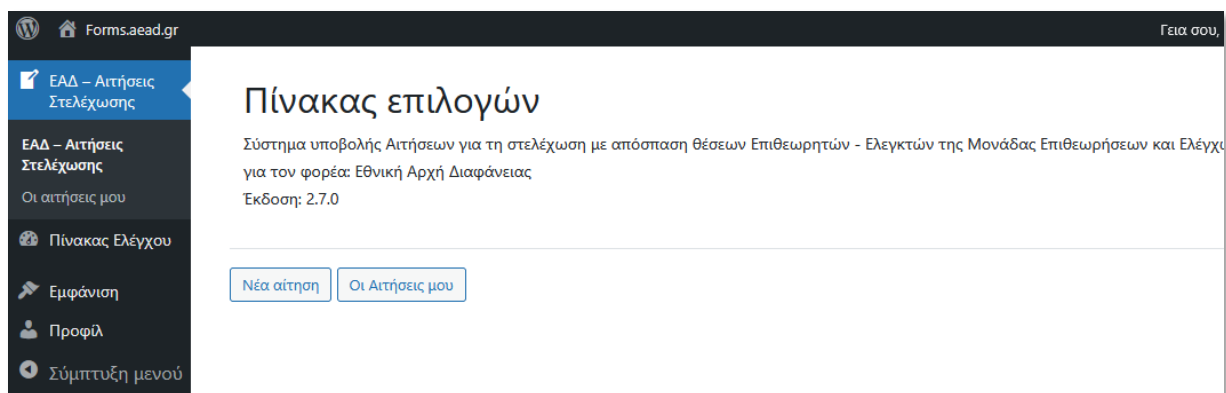 Forms.aead.gr
Γεια σου,
ΕΑΔ – Αιτήσεις
Στελέχωσης
ΕΑΔ – Αιτήσεις
Στελέχωσης
Οι αιτήσεις μου
Πίνακας Ελέγχου
Εμφάνιση
Προφίλ
Σύμπτυξη μενού
Πίνακας επιλογών
Σύστημα υποβολής Αιτήσεων για τη στελέχωση με απόσπαση θέσεων Επιθεωρητών - Ελεγκτών της Μονάδας Επιθεωρήσεων και
για τον φορέα: Εθνική Αρχή Διαφάνειας
Έκδοση: 2.7.0
Νέα αίτηση
Οι Αιτήσεις μου